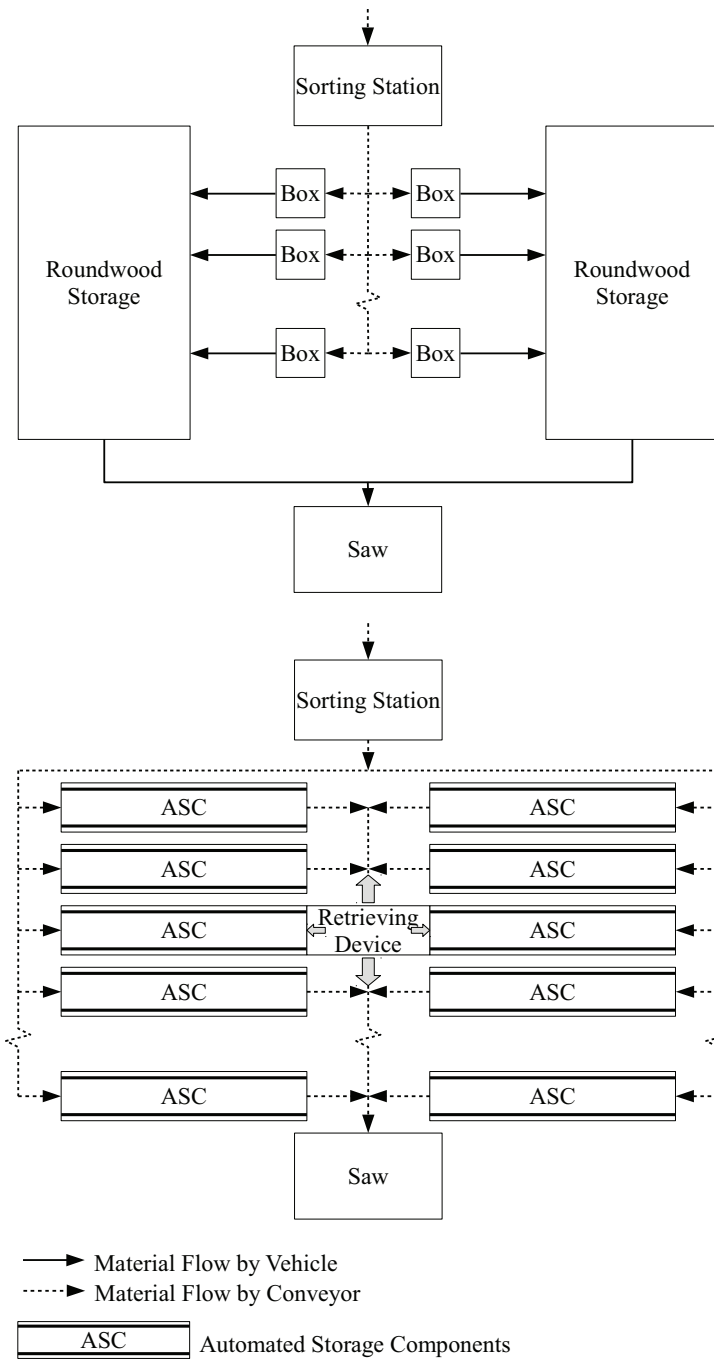 Sorting Station
Box
Box
Roundwood
Storage
Box
Box
Roundwood
Storage
Box
Box
Saw
Sorting Station
ASC
ASC
ASC
ASC
ASC
Retrieving
Device
ASC
ASC
ASC
ASC
ASC
Saw
Material Flow by Vehicle
Material Flow by Conveyor
ASC
Automated Storage Components